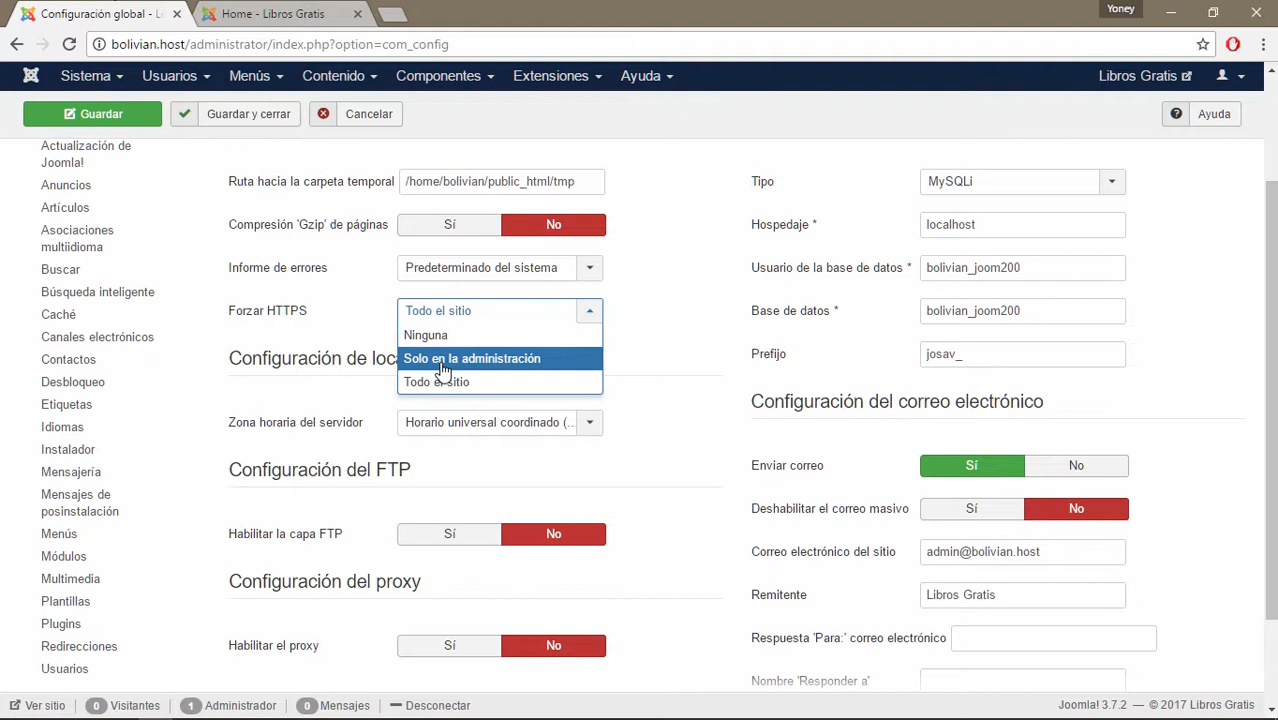 Configuración global - Li
Home - Libros Gratis
Yoney
bolivian.host/administrator/index.php?option=com_config
Sistema
Usuarios
Menús
Contenido
Componentes
Extensiones
Ayuda
Libros Gratis
Guardar
Guardar y cerrar
Cancelar
Ayuda
Actualización de
Joomla!
Anuncios
Artículos
Asociaciones
multiidioma
Buscar
Búsqueda inteligente
Caché
Canales electrónicos
Contactos
Desbloqueo
Etiquetas
Idiomas
Instalador
Mensajería
Mensajes de
posinstalación
Menús
Módulos
Multimedia
Plantillas
Plugins
Redirecciones
Usuarios
Ruta hacia la carpeta temporal /home/bolivian/public_html/tmp
Compresión 'Gzip' de páginas Sí No
Informe de errores Predeterminado del sistema
Forzar HTTPS Todo el sitio
Ninguna
Solo en la administración
Todo el sitio
Configuración de loc
Zona horaria del servidor Horario universal coordinado (...
Configuración del FTP
Habilitar la capa FTP Sí No
Configuración del proxy
Habilitar el proxy Sí No
Tipo MySQLi
Hospedaje * localhost
Usuario de la base de datos * bolivian_joom200
Base de datos * bolivian_joom200
Prefijo josav_
Configuración del correo electrónico
Enviar correo Sí No
Deshabilitar el correo masivo Sí No
Correo electrónico del sitio admin@bolivian.host
Remitente Libros Gratis
Respuesta 'Para:' correo electrónico
Nombre 'Responder a'
Ver sitio 0 Visitantes 1 Administrador 0 Mensajes Desconectar
Joomla! 3.7.2 — © 2017 Libros Gratis